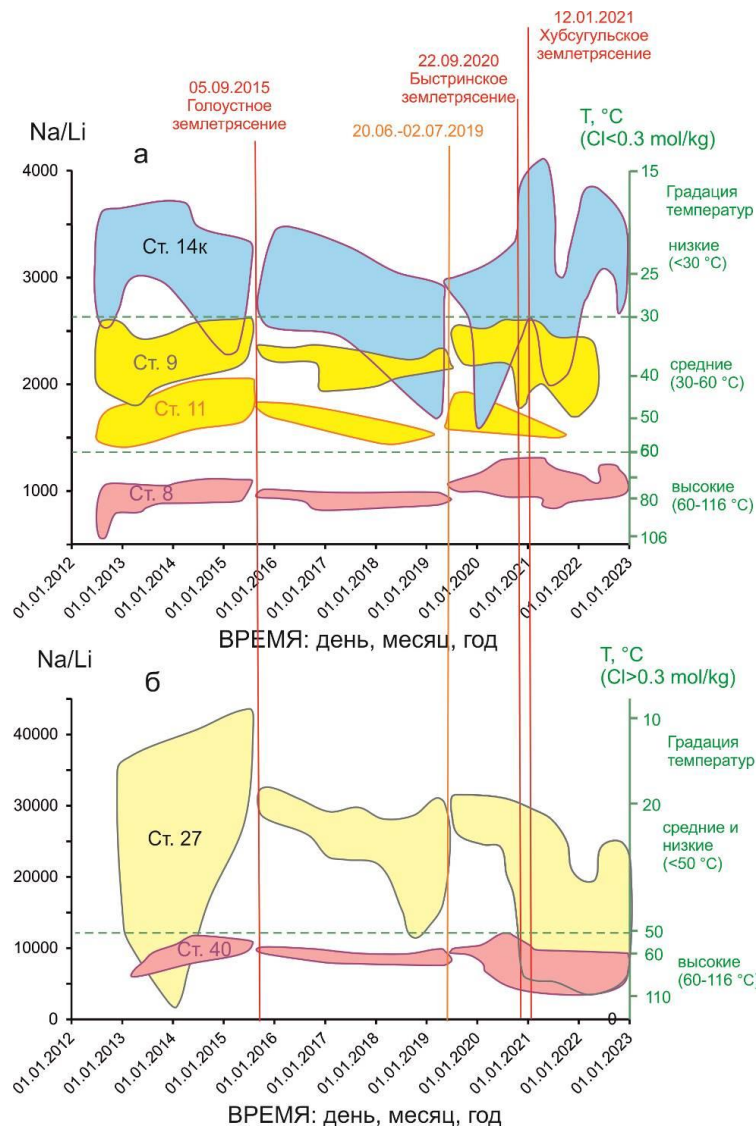 12.01.2021
Хубсугульское
землетрясение
22.09.2020
Быстринское
землетрясение
05.09.2015
Голоустное
землетрясение
20.06.-02.07.2019
Na/Li
а
T, °C
(Cl<0.3 mol/kg)
4000
3000
2000
1000
15
25
30
40
50
60
80
106
Градация
температур
низкие
(<30 °C)
средние
(30-60 °C)
высокие
(60-116 °C)
Ст. 14к
Ст. 9
Ст. 11
Ст. 8
01.01.2012
01.01.2013
01.01.2014
01.01.2015
01.01.2016
01.01.2017
01.01.2018
01.01.2019
01.01.2020
01.01.2021
01.01.2022
01.01.2023
ВРЕМЯ: день, месяц, год
Na/Li
б
T, °C
(Cl>0.3 mol/kg)
40000
30000
20000
10000
0
10
20
50
60
110
0
Градация
температур
средние и
низкие
(<50 °C)
высокие
(60-116 °C)
Ст. 27
Ст. 40
01.01.2012
01.01.2013
01.01.2014
01.01.2015
01.01.2016
01.01.2017
01.01.2018
01.01.2019
01.01.2020
01.01.2021
01.01.2022
01.01.2023
ВРЕМЯ: день, месяц, год